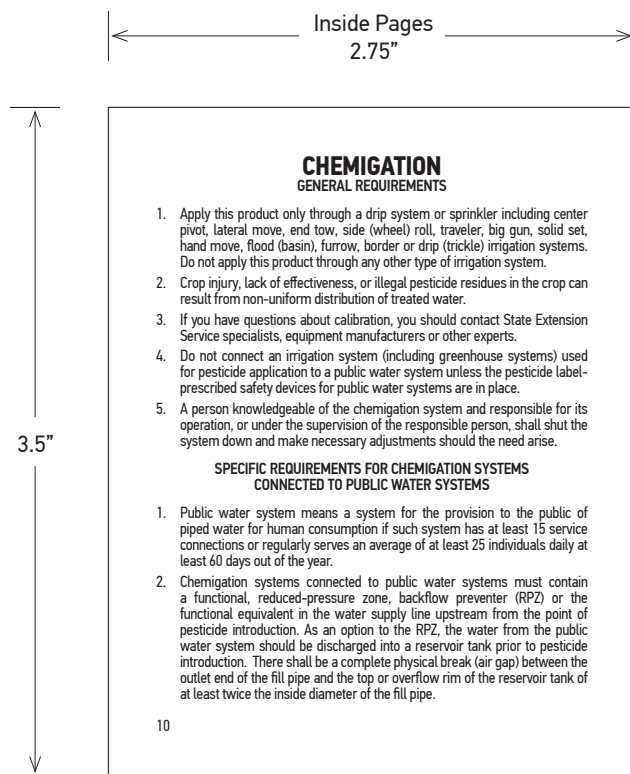 Inside Pages
2.75”
3.5”
CHEMIGATION
GENERAL REQUIREMENTS
1. Apply this product only through a drip system or sprinkler including center
pivot, lateral move, end tow, side (wheel) roll, traveler, big gun, solid set,
hand move, flood (basin), furrow, border or drip (trickle) irrigation systems.
Do not apply this product through any other type of irrigation system.
2. Crop injury, lack of effectiveness, or illegal pesticide residues in the crop can
result from non-uniform distribution of treated water.
3. If you have questions about calibration, you should contact State Extension
Service specialists, equipment manufacturers or other experts.
4. Do not connect an irrigation system (including greenhouse systems) used
for pesticide application to a public water system unless the pesticide label-
prescribed safety devices for public water systems are in place.
5. A person knowledgeable of the chemigation system and responsible for its
operation, or under the supervision of the responsible person, shall shut the
system down and make necessary adjustments should the need arise.
SPECIFIC REQUIREMENTS FOR CHEMIGATION SYSTEMS
CONNECTED TO PUBLIC WATER SYSTEMS
1. Public water system means a system for the provision to the public of
piped water for human consumption if such system has at least 15 service
connections or regularly serves an average of at least 25 individuals daily at
least 60 days out of the year.
2. Chemigation systems connected to public water systems must contain
a functional, reduced-pressure zone, backflow preventer (RPZ) or the
functional equivalent in the water supply line upstream from the point of
pesticide introduction. As an option to the RPZ, the water from the public
water system should be discharged into a reservoir tank prior to pesticide
introduction. There shall be a complete physical break (air gap) between the
outlet end of the fill pipe and the top or overflow rim of the reservoir tank of
at least twice the inside diameter of the fill pipe.
10